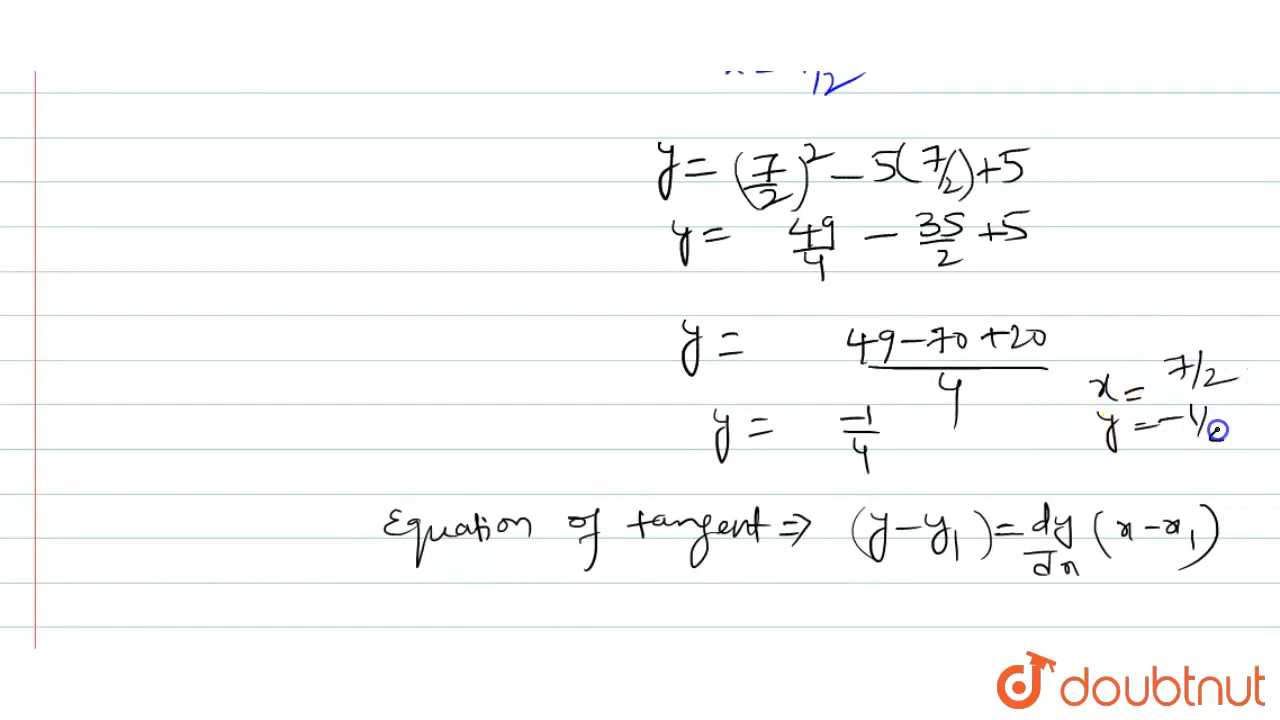 y = (7/2)² - 5(7/2) + 5
y = 49/4 - 35/2 + 5
y = 49 - 70 + 20 / 4
x = 7/2
y = -1/4
y = -1/
Equation of tangent ⇒ (y - y₁) = dy/dx (x - x₁)
doubtnut